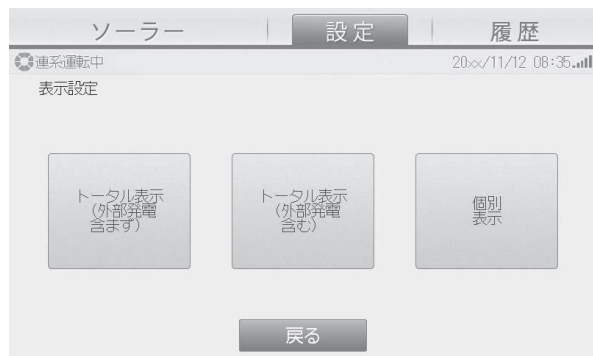 ソーラー 設定 履歴
連系運転中 20xx/11/12 08:35
表示設定
トータル表示
(外部発電
含まず)
トータル表示
(外部発電
含む)
個別
表示
戻る